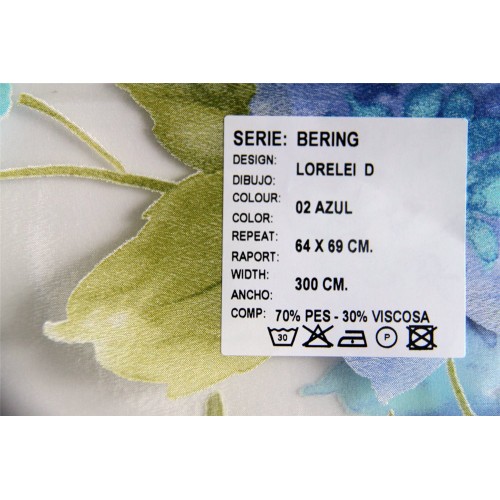 SERIE: BERING
DESIGN:
DIBUJO: LORELEI D
COLOUR:
COLOR: 02 AZUL
REPEAT:
RAPORT: 64 X 69 CM.
WIDTH:
ANCHO: 300 CM.
COMP: 70% PES - 30% VISCOSA
30 P